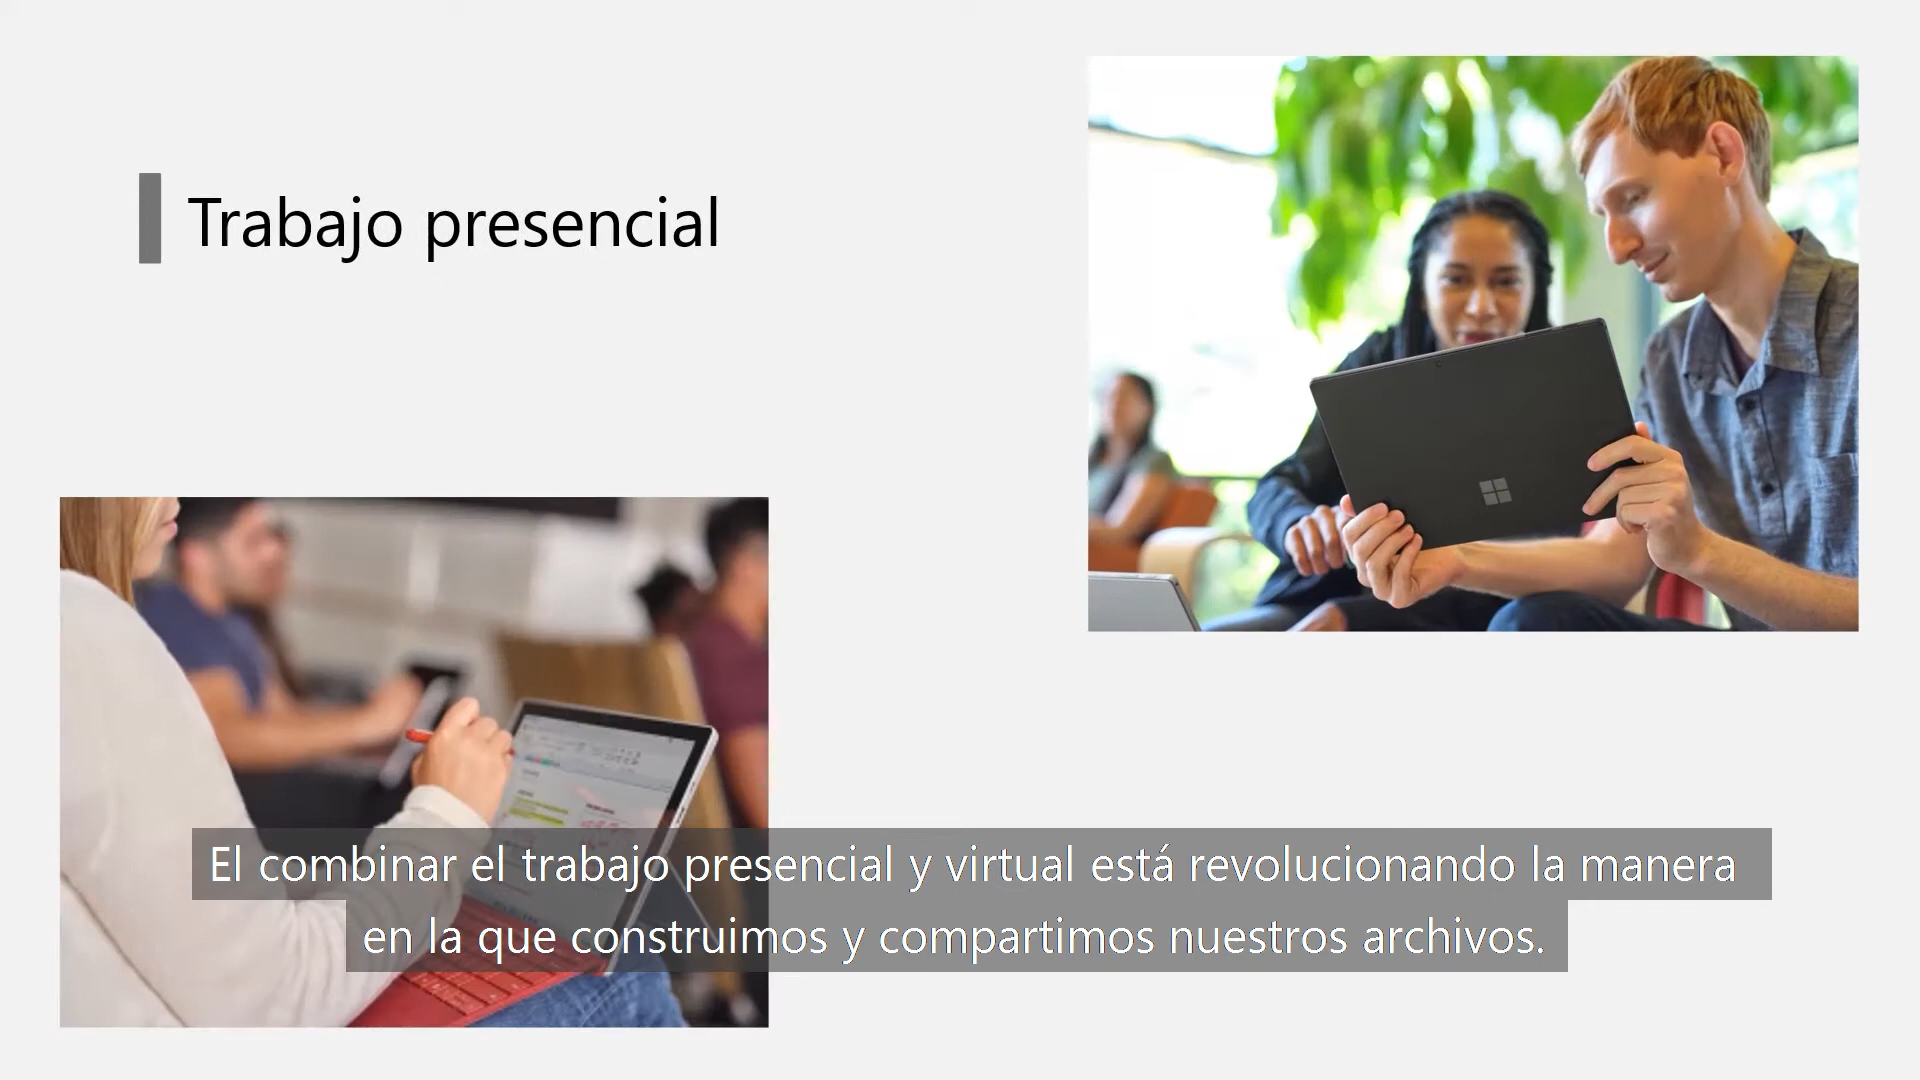 Trabajo presencial
El combinar el trabajo presencial y virtual está revolucionando la manera
en la que construimos y compartimos nuestros archivos.